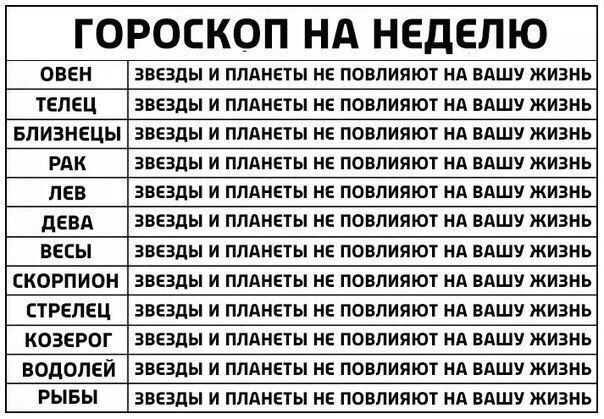 ГОРОСКОП НА НЕДЕЛЮ
ОВЕН ЗВЕЗДЫ И ПЛАНЕТЫ НЕ ПОВЛИЯЮТ НА ВАШУ ЖИЗНЬ
ТЕЛЕЦ ЗВЕЗДЫ И ПЛАНЕТЫ НЕ ПОВЛИЯЮТ НА ВАШУ ЖИЗНЬ
БЛИЗНЕЦЫ ЗВЕЗДЫ И ПЛАНЕТЫ НЕ ПОВЛИЯЮТ НА ВАШУ ЖИЗНЬ
РАК ЗВЕЗДЫ И ПЛАНЕТЫ НЕ ПОВЛИЯЮТ НА ВАШУ ЖИЗНЬ
ЛЕВ ЗВЕЗДЫ И ПЛАНЕТЫ НЕ ПОВЛИЯЮТ НА ВАШУ ЖИЗНЬ
ДЕВА ЗВЕЗДЫ И ПЛАНЕТЫ НЕ ПОВЛИЯЮТ НА ВАШУ ЖИЗНЬ
ВЕСЫ ЗВЕЗДЫ И ПЛАНЕТЫ НЕ ПОВЛИЯЮТ НА ВАШУ ЖИЗНЬ
СКОРПИОН ЗВЕЗДЫ И ПЛАНЕТЫ НЕ ПОВЛИЯЮТ НА ВАШУ ЖИЗНЬ
СТРЕЛЕЦ ЗВЕЗДЫ И ПЛАНЕТЫ НЕ ПОВЛИЯЮТ НА ВАШУ ЖИЗНЬ
КОЗЕРОГ ЗВЕЗДЫ И ПЛАНЕТЫ НЕ ПОВЛИЯЮТ НА ВАШУ ЖИЗНЬ
ВОДОЛЕЙ ЗВЕЗДЫ И ПЛАНЕТЫ НЕ ПОВЛИЯЮТ НА ВАШУ ЖИЗНЬ
РЫБЫ ЗВЕЗДЫ И ПЛАНЕТЫ НЕ ПОВЛИЯЮТ НА ВАШУ ЖИЗНЬ